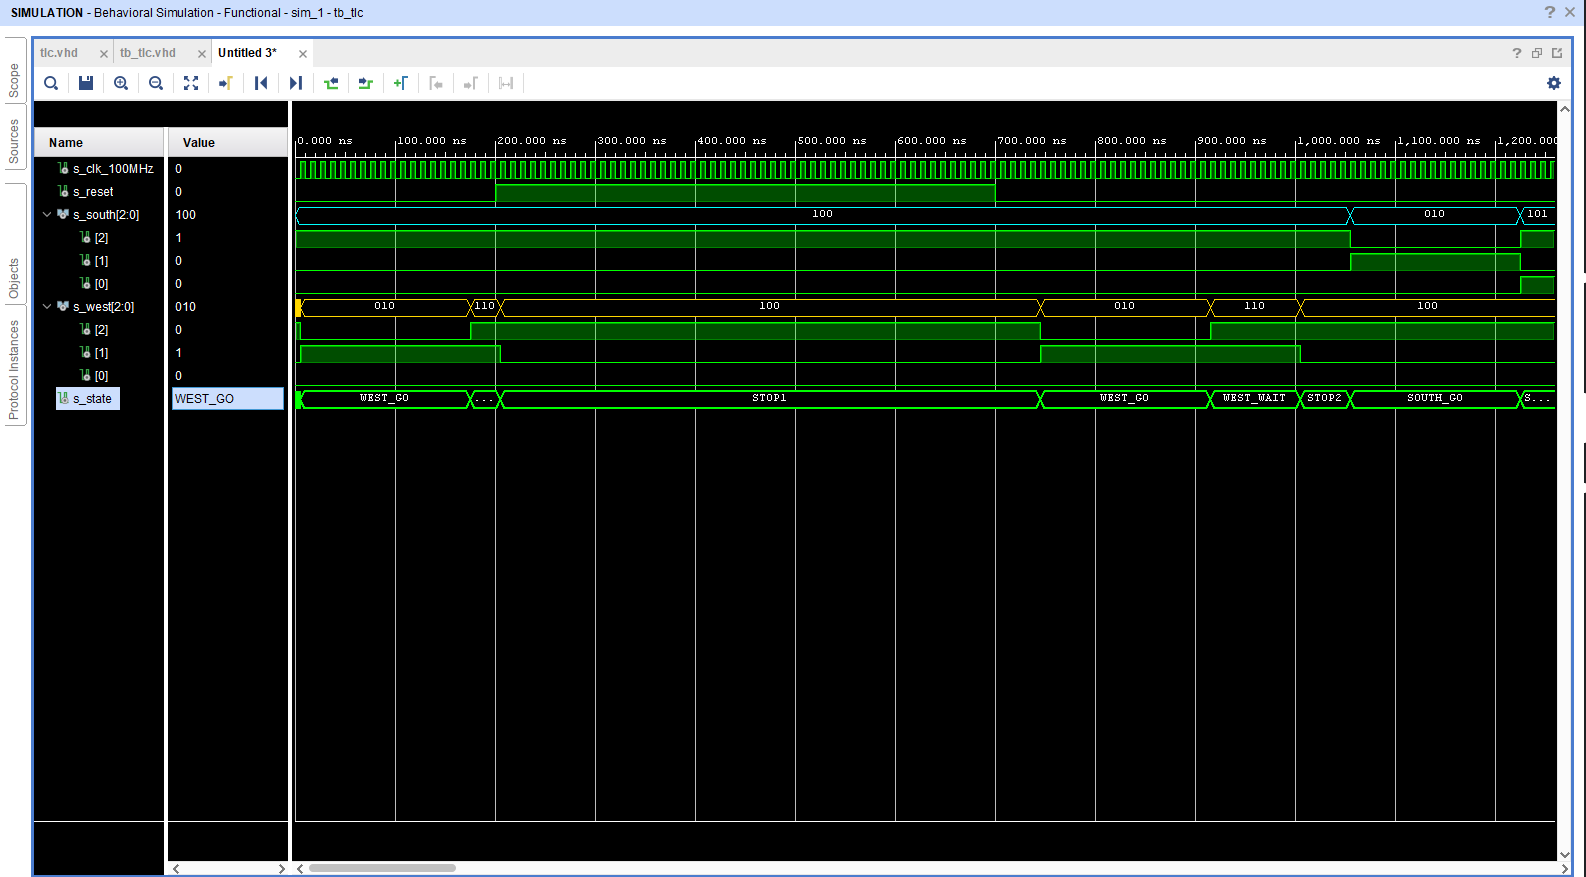 SIMULATION - Behavioral Simulation - Functional - sim_1 - tb_tlc
tlc.vhd tb_tlc.vhd Untitled 3*
Scope
Sources
Objects
Protocol Instances
Name Value
0.000 ns 100.000 ns 200.000 ns 300.000 ns 400.000 ns 500.000 ns 600.000 ns 700.000 ns 800.000 ns 900.000 ns 1,000.000 ns 1,100.000 ns 1,200.000
s_clk_100MHz 0
s_reset 0
s_south[2:0] 100 100 010 101
[2] 1
[1] 0
[0] 0
s_west[2:0] 010 010 110 100 010 110 100
[2] 0
[1] 1
[0] 0
s_state WEST_GO WEST_GO ... STOP1 WEST_GO WEST_WAIT STOP2 SOUTH_GO S...